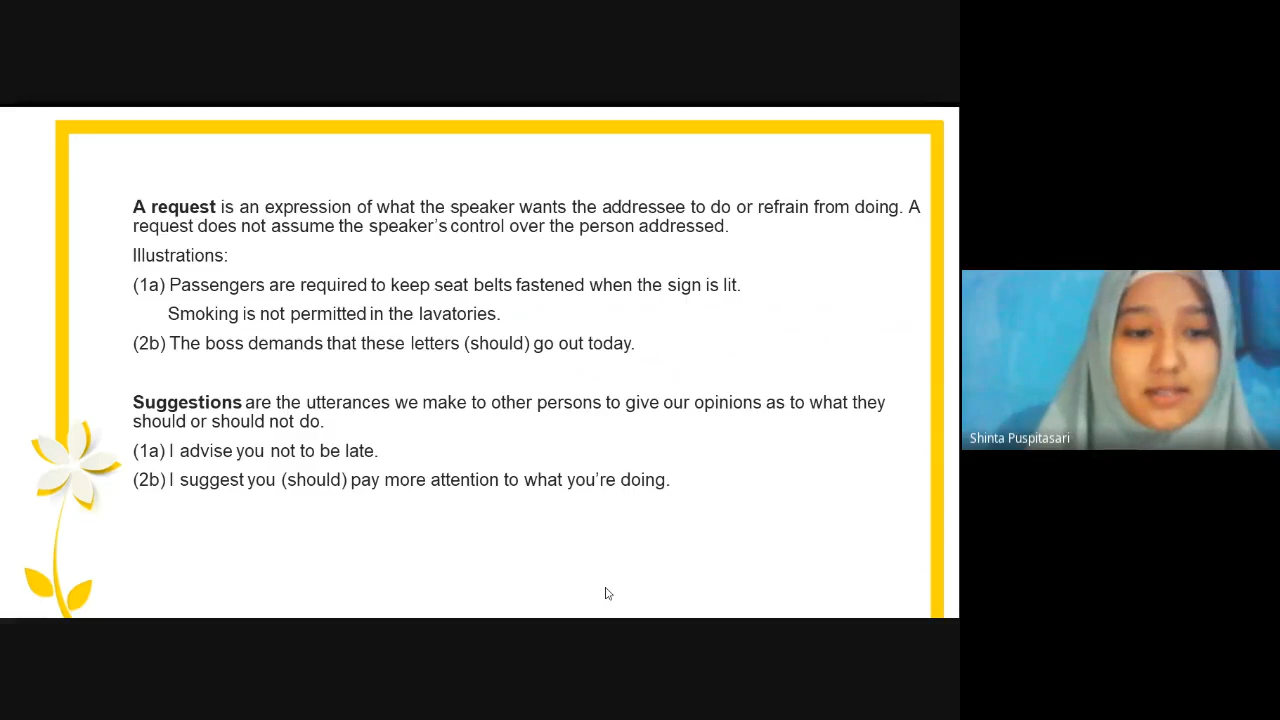 A request is an expression of what the speaker wants the addressee to do or refrain from doing. A
request does not assume the speaker's control over the person addressed.
Illustrations:
(1a) Passengers are required to keep seat belts fastened when the sign is lit.
Smoking is not permitted in the lavatories.
(2b) The boss demands that these letters (should) go out today.
Suggestions are the utterances we make to other persons to give our opinions as to what they
should or should not do.
(1a) I advise you not to be late.
(2b) I suggest you (should) pay more attention to what you're doing.
Shinta Puspitasari